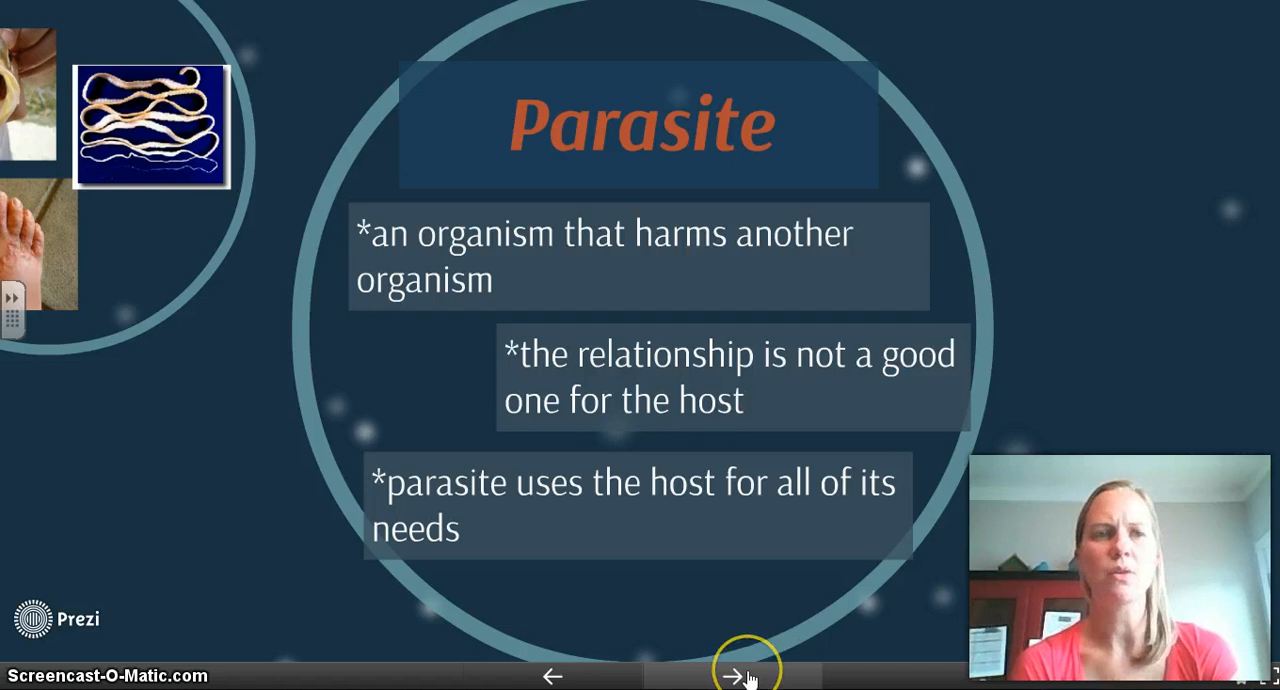 Parasite
*an organism that harms another
organism
*the relationship is not a good
one for the host
*parasite uses the host for all of its
needs
Prezi
Screencast-O-Matic.com